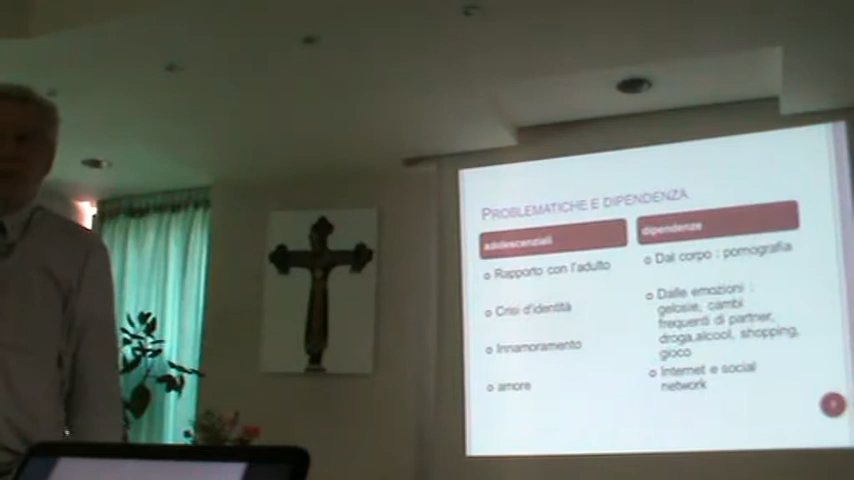 PROBLEMATICHE E DIPENDENZA
adolescenziali
Rapporto con l'adulto
Crisi d'identità
Innamoramento
amore
dipendenze
Dal corpo : pornografia
Dalle emozioni :
gelosie, cambi
frequenti di partner,
droga,alcool, shopping,
gioco
Internet e social
network